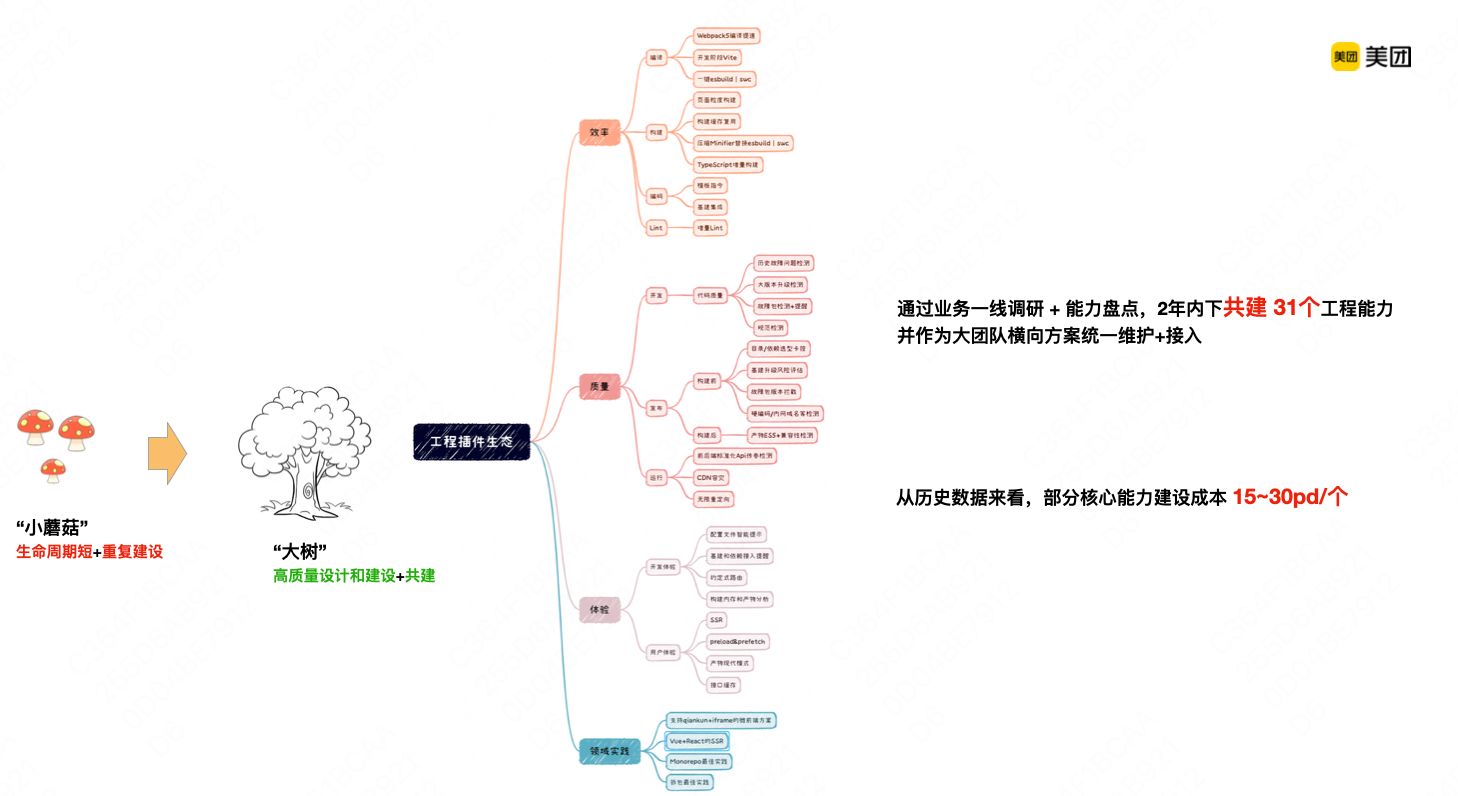 美团 美团
“小蘑菇”
生命周期短+重复建设
“大树”
高质量设计和建设+共建
工程插件生态
效率
编译
Webpack5编译提速
开发阶段Vite
一键esbuild | swc
构建
页面粒度构建
构建缓存复用
压缩Minifier替换esbuild | swc
TypeScript增量构建
编码
模板指令
基建集成
Lint
增量Lint
质量
开发
代码质量
历史故障问题检测
大版本升级检测
故障包检测+提醒
规范检测
发布
构建前
目录/依赖选型卡控
基建升级风险评估
故障包版本拦截
硬编码/内网域名等检测
构建后
产物ES5+兼容性检测
运行
前后端标准化Api传参检测
CDN容灾
无限重定向
体验
开发体验
配置文件智能提示
基建和依赖接入提醒
约定式路由
构建内存和产物分析
用户体验
SSR
preload&prefetch
产物现代模式
接口缓存
领域实践
支持qiankun+iframe的微前端方案
Vue+React的SSR
Monorepo最佳实践
拆包最佳实践
通过业务一线调研 + 能力盘点，2年内下共建 31个工程能力
并作为大团队横向方案统一维护+接入
从历史数据来看，部分核心能力建设成本 15~30pd/个